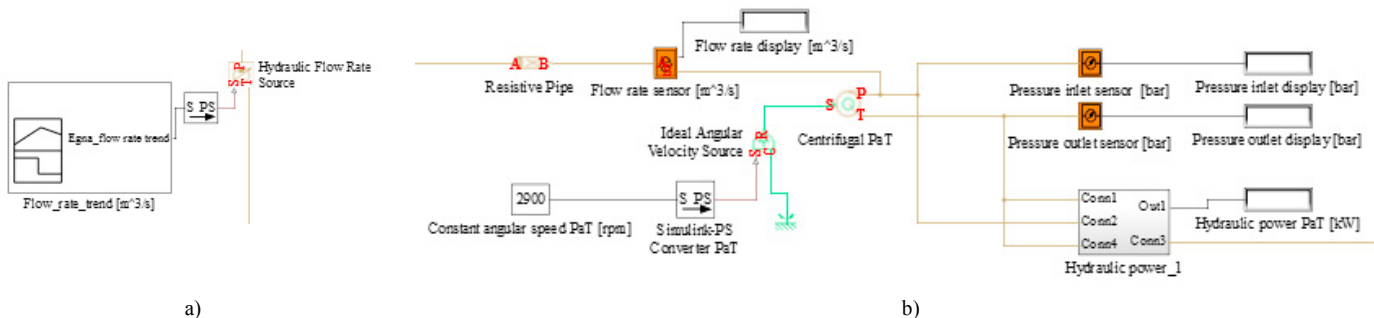 S PS
Egna_flow rate trend
Flow_rate_trend [m^3/s]
S
P
T
Hydraulic Flow Rate
Source
a)
A
B
Resistive Pipe
Flow rate sensor [m^3/s]
Flow rate display [m^3/s]
S
P
T
Centrifugal PaT
Ideal Angular
Velocity Source
S
R
C
2900
Constant angular speed PaT [rpm]
S PS
Simulink-PS
Converter PaT
Pressure inlet sensor [bar]
Pressure inlet display [bar]
Pressure outlet sensor [bar]
Pressure outlet display [bar]
Conn1
Conn2
Conn4
Out1
Conn3
Hydraulic power_1
Hydraulic power PaT [kW]
b)